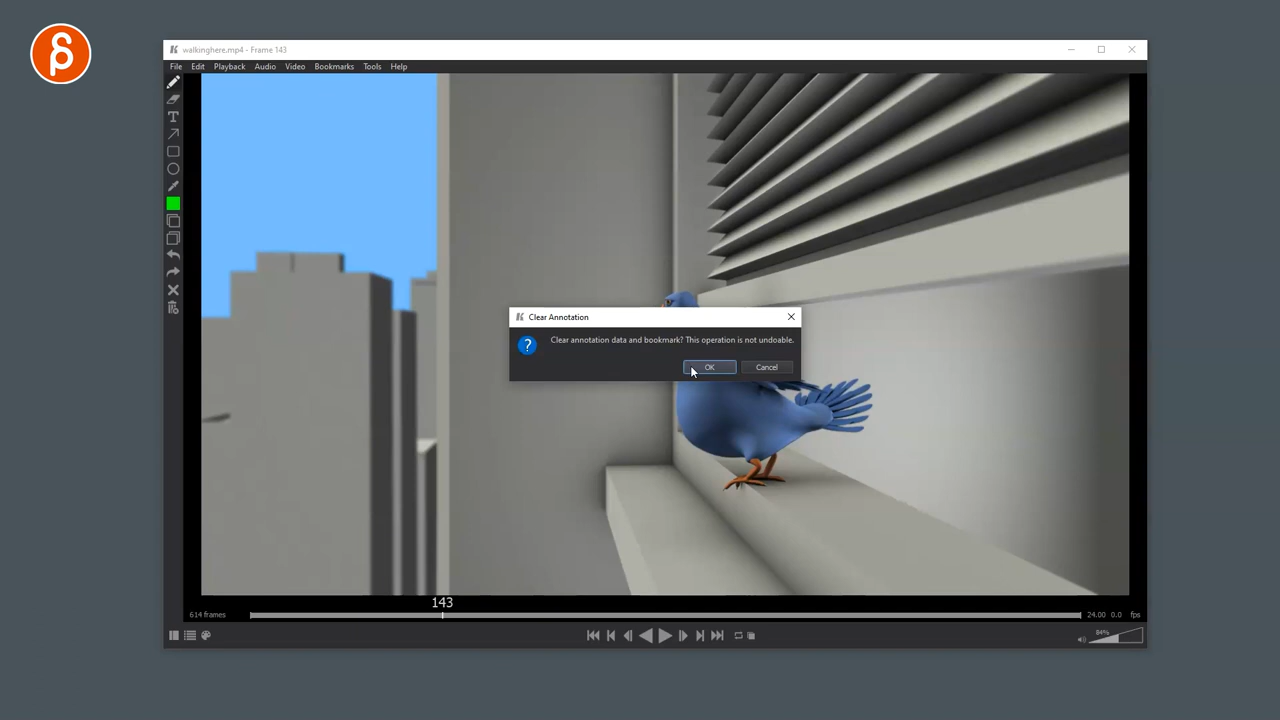 walkinghere.mp4 - Frame 143
File Edit Playback Audio Video Bookmarks Tools Help
T
Clear Annotation
Clear annotation data and bookmark? This operation is not undoable.
OK Cancel
143
614 frames 24.00 0.0 fps
84%